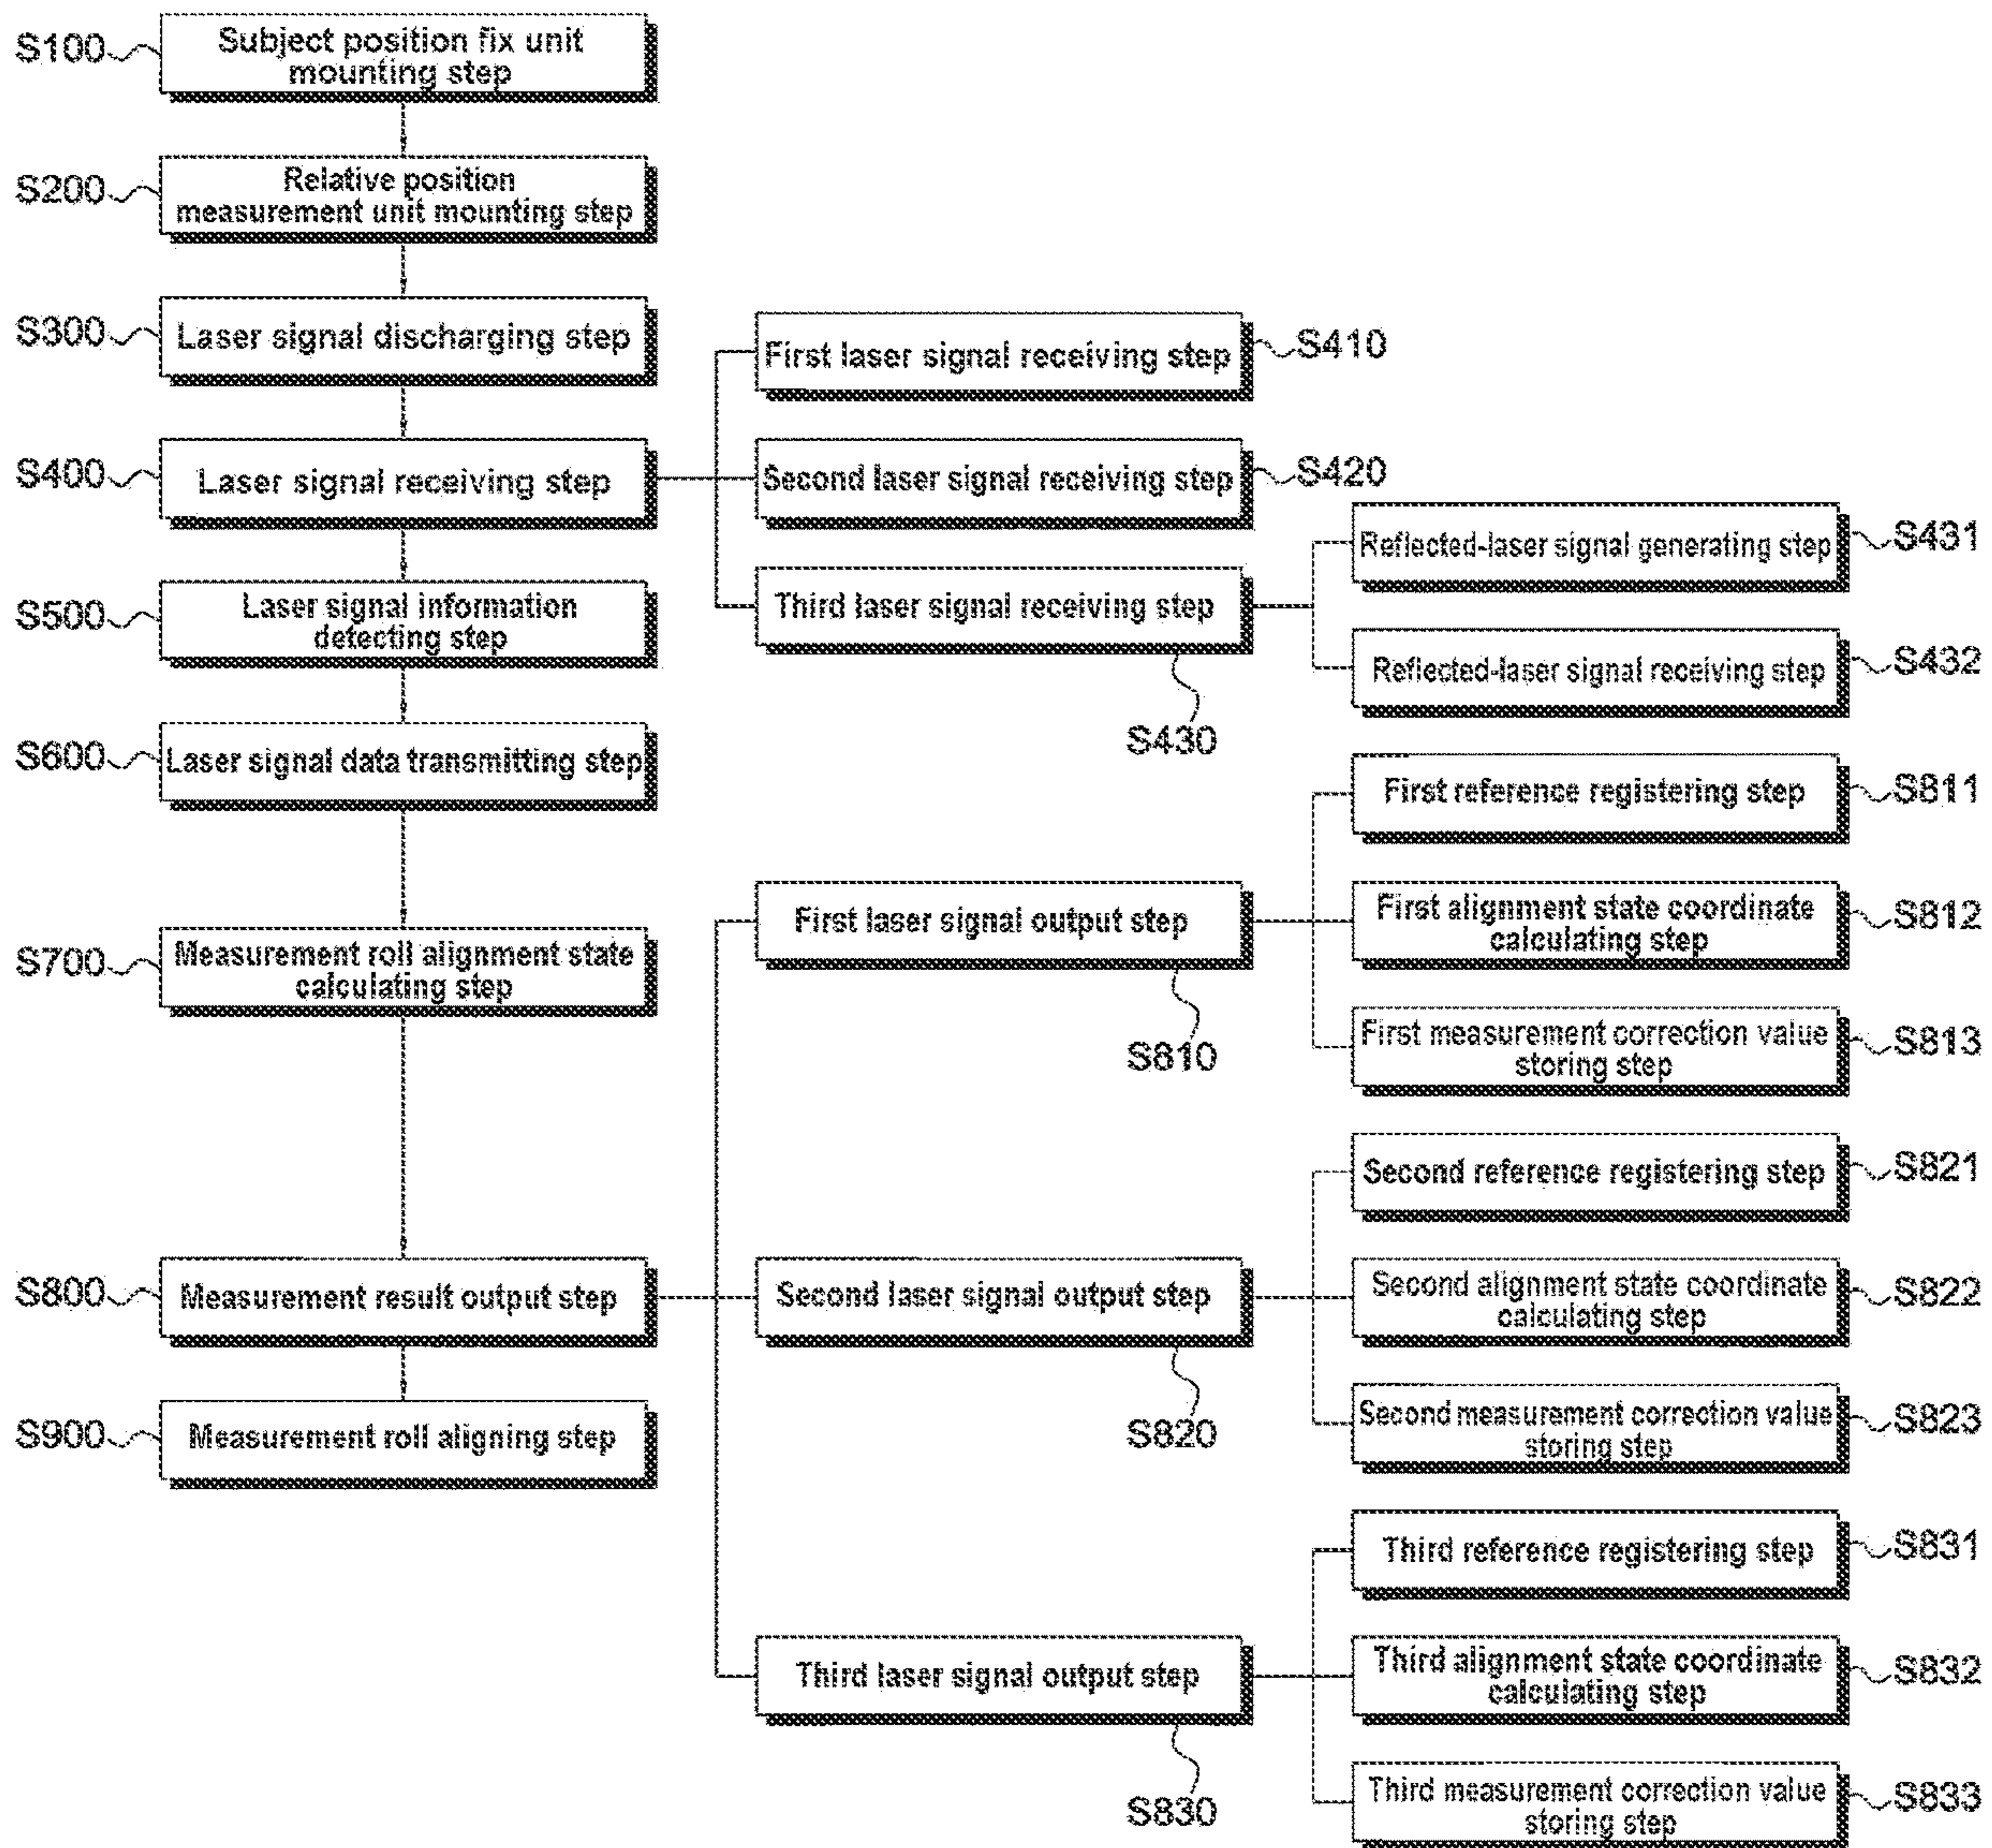 S100
Subject position fix unit
mounting step
S200
Relative position
measurement unit mounting step
S300
Laser signal discharging step
S400
Laser signal receiving step
First laser signal receiving step
S410
Second laser signal receiving step
S420
Third laser signal receiving step
S430
Reflected-laser signal generating step
S431
Reflected-laser signal receiving step
S432
S500
Laser signal information
detecting step
S600
Laser signal data transmitting step
S700
Measurement roll alignment state
calculating step
S800
Measurement result output step
First laser signal output step
S810
First reference registering step
S811
First alignment state coordinate
calculating step
S812
First measurement correction value
storing step
S813
Second laser signal output step
S820
Second reference registering step
S821
Second alignment state coordinate
calculating step
S822
Second measurement correction value
storing step
S823
Third laser signal output step
S830
Third reference registering step
S831
Third alignment state coordinate
calculating step
S832
Third measurement correction value
storing step
S833
S900
Measurement roll aligning step